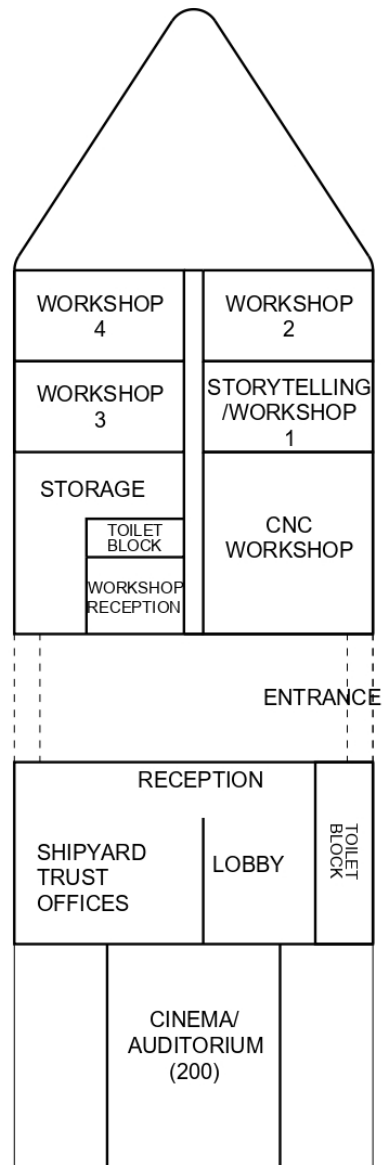 WORKSHOP
4
WORKSHOP
2
WORKSHOP
3
STORYTELLING
/WORKSHOP
1
STORAGE
TOILET
BLOCK
WORKSHOP
RECEPTION
CNC
WORKSHOP
ENTRANCE
RECEPTION
SHIPYARD
TRUST
OFFICES
LOBBY
TOILET
BLOCK
CINEMA/
AUDITORIUM
(200)